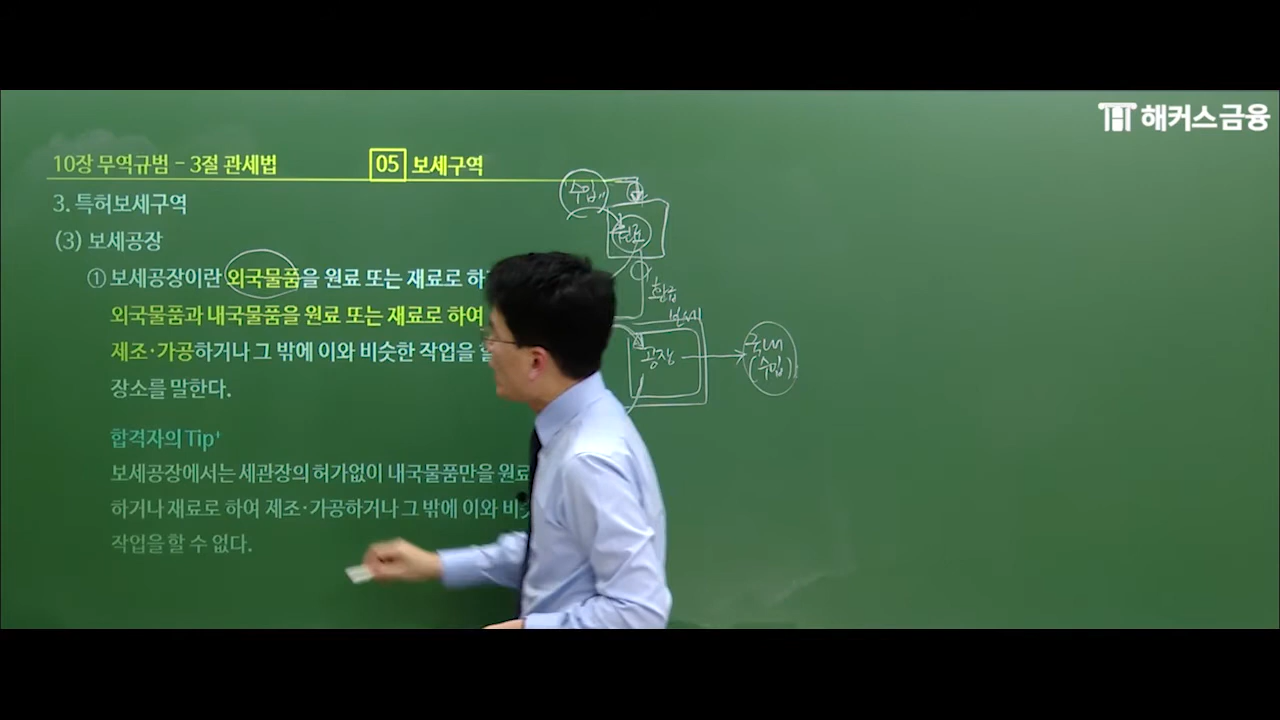 해커스금융
10장 무역규범 - 3절 관세법
05 보세구역
3. 특허보세구역
(3) 보세공장
① 보세공장이란 외국물품을 원료 또는 재료로 하
외국물품과 내국물품을 원료 또는 재료로 하여
제조·가공하거나 그 밖에 이와 비슷한 작업을
장소를 말한다.
합격자의 Tip'
보세공장에서는 세관장의 허가없이 내국물품만을 원료
하거나 재료로 하여 제조·가공하거나 그 밖에 이와 비
작업을 할 수 없다.
수입
원료
보세
공장
국내
(수입)